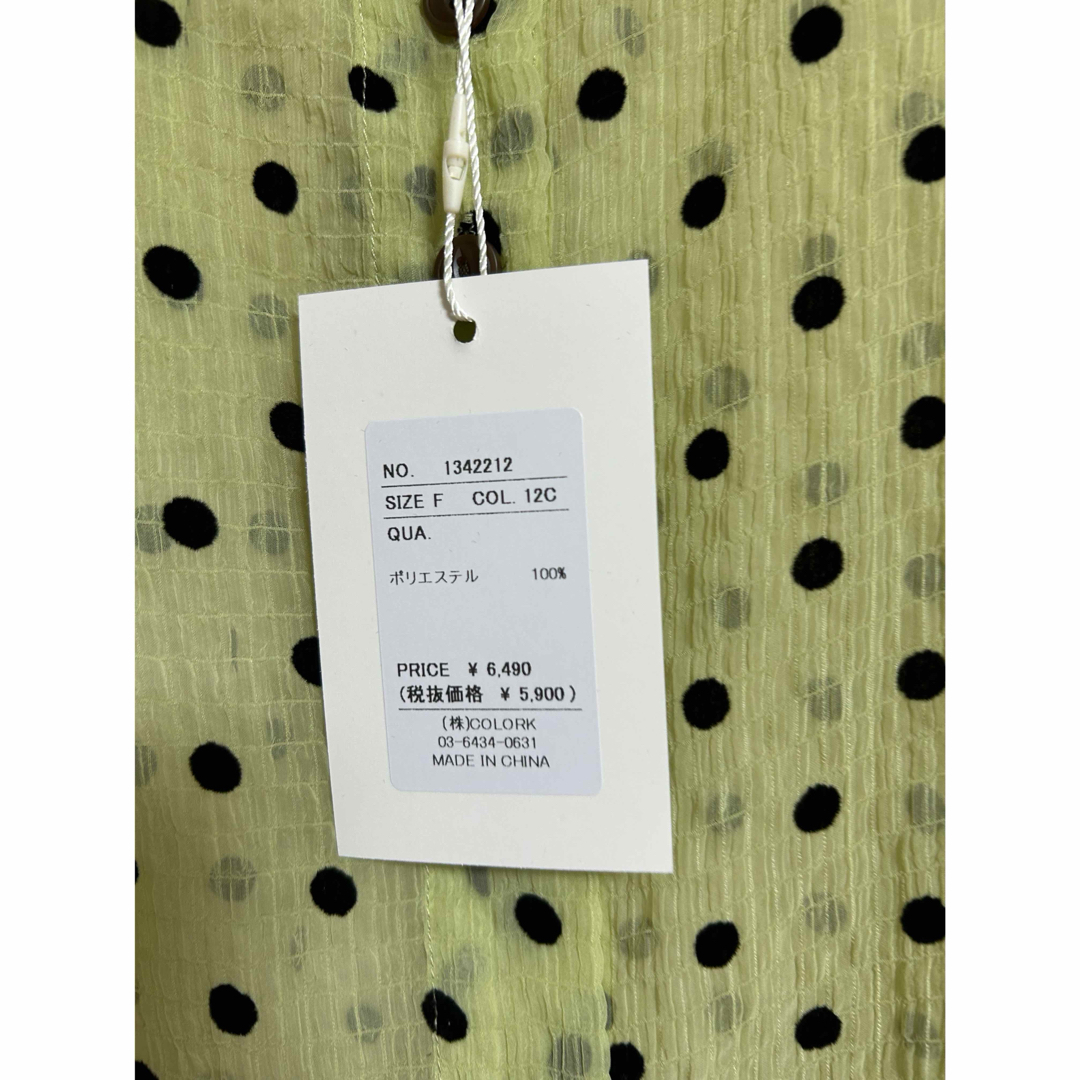 NO. 1342212
SIZE F COL. 12C
QUA.
ポリエステル 100%
PRICE ¥ 6,490
(税抜価格 ¥ 5,900)
(株)COLORK
03-6434-0631
MADE IN CHINA